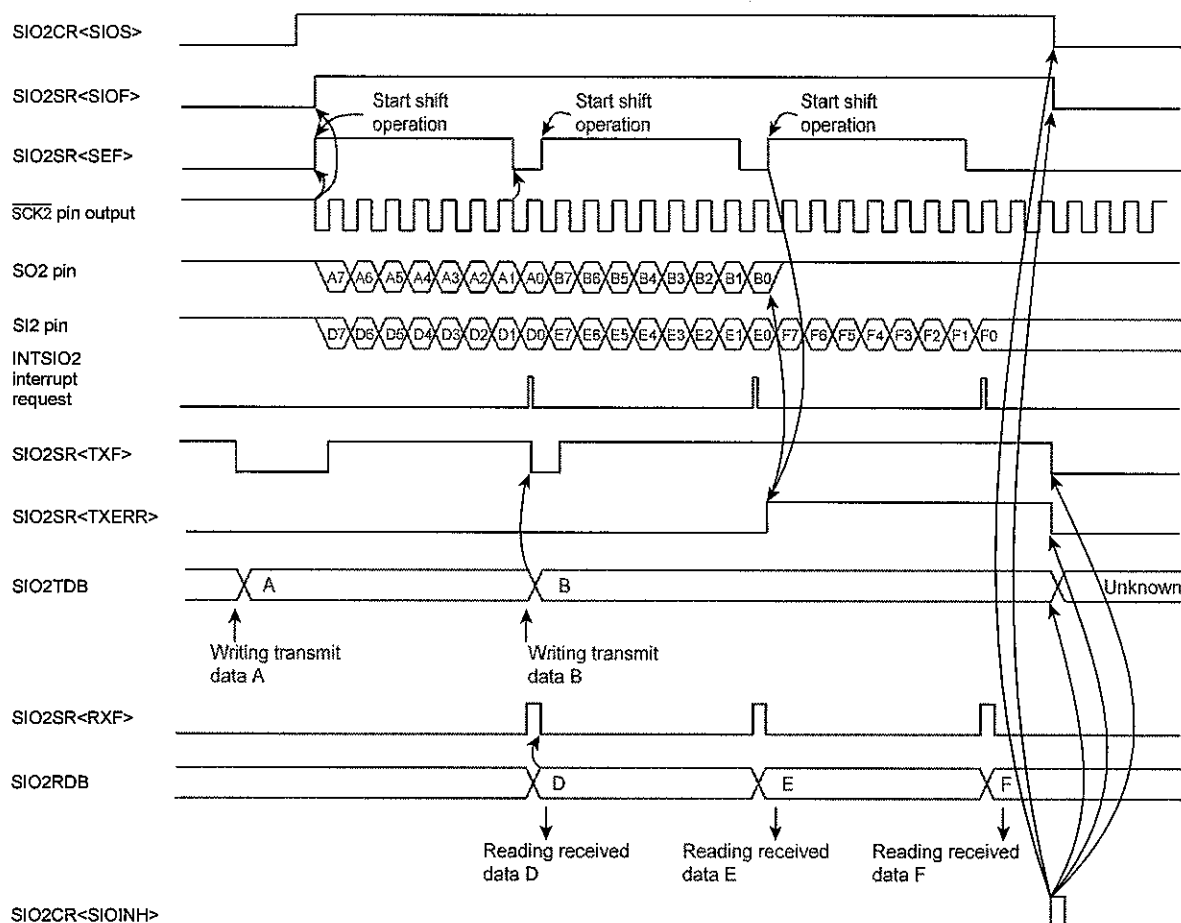 SIO2CR<SIOS>
SIO2SR<SIOF>
Start shift operation
Start shift operation
Start shift operation
SIO2SR<SEF>
SCK2 pin output
SO2 pin
A7 A6 A5 A4 A3 A2 A1 A0 B7 B6 B5 B4 B3 B2 B1 B0
SI2 pin
D7 D6 D5 D4 D3 D2 D1 D0 E7 E6 E5 E4 E3 E2 E1 E0 F7 F6 F5 F4 F3 F2 F1 F0
INTSIO2
interrupt
request
SIO2SR<TXF>
SIO2SR<TXERR>
SIO2TDB
A
B
Unknown
Writing transmit
data A
Writing transmit
data B
SIO2SR<RXF>
SIO2RDB
D
E
F
Reading received
data D
Reading received
data E
Reading received
data F
SIO2CR<SIOINH>